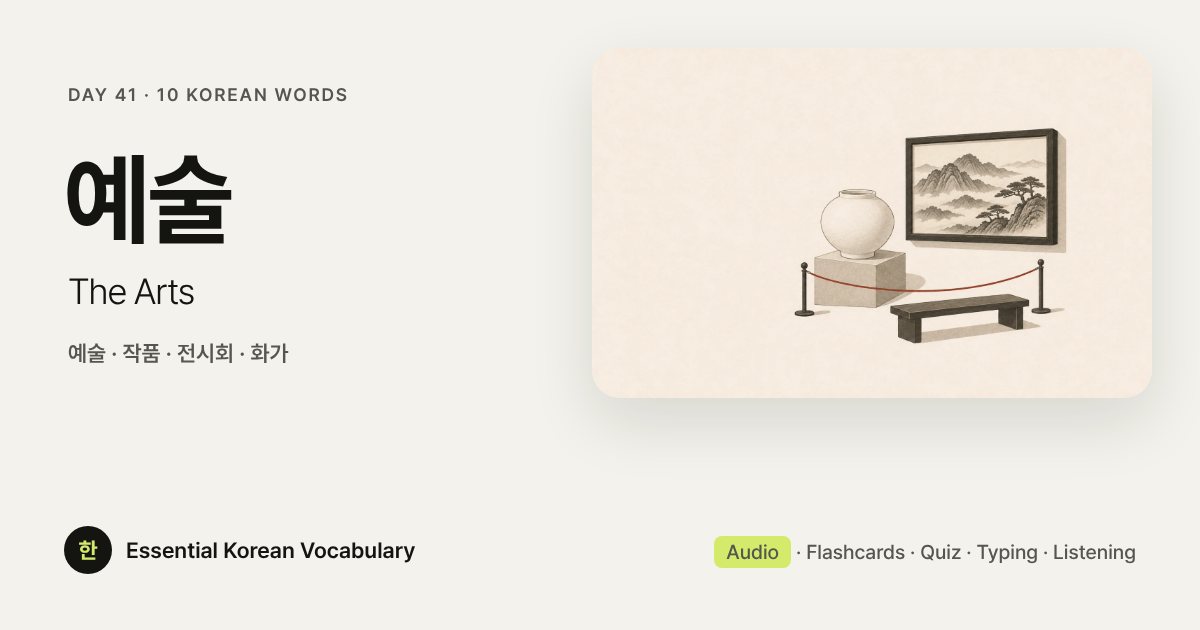 DAY 41 · 10 KOREAN WORDS
예술
The Arts
예술 · 작품 · 전시회 · 화가
한 Essential Korean Vocabulary
Audio · Flashcards · Quiz · Typing · Listening